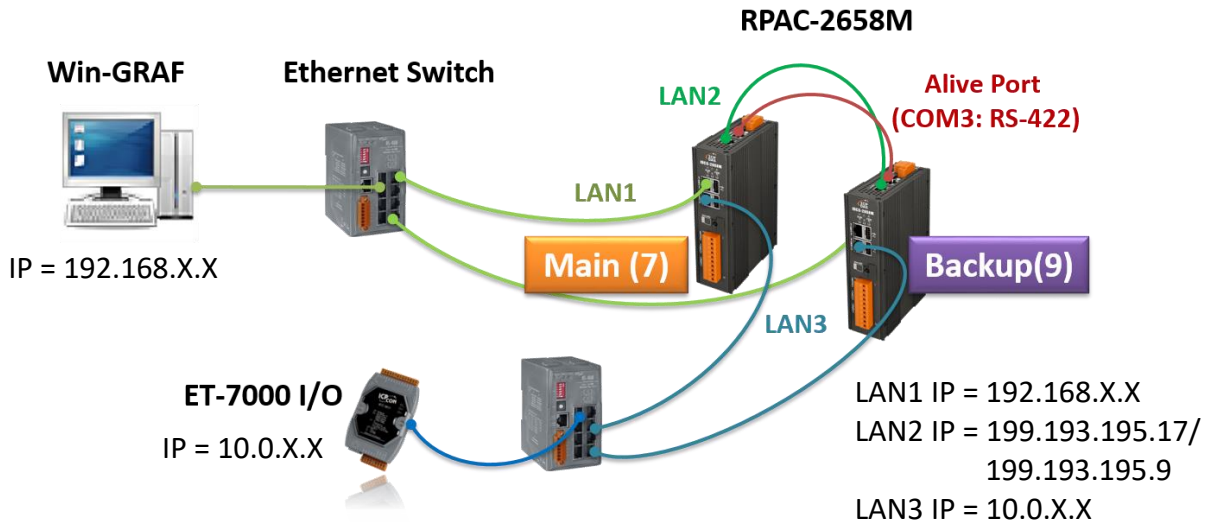 RPAC-2658M
Win-GRAF
Ethernet Switch
LAN2
Alive Port
(COM3: RS-422)
LAN1
IP = 192.168.X.X
Main (7)
Backup(9)
LAN3
ET-7000 I/O
IP = 10.0.X.X
LAN1 IP = 192.168.X.X
LAN2 IP = 199.193.195.17/
199.193.195.9
LAN3 IP = 10.0.X.X